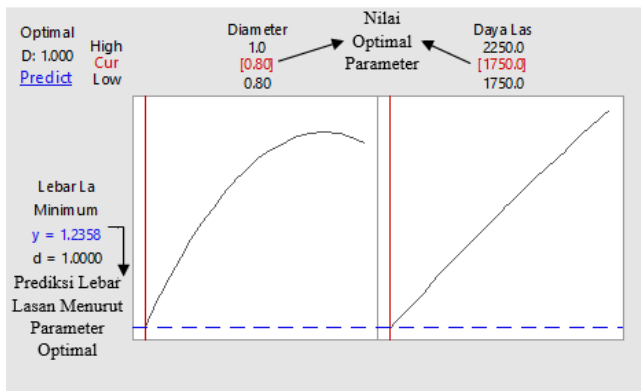 Optimal
D: 1.000
Predict
High
Cur
Low
Diameter
1.0
[0.80]
0.80
Nilai
Optimal
Parameter
Daya Las
2250.0
[1750.0]
1750.0
Lebar La
Minimum
y = 1.2358
d = 1.0000
Prediksi Lebar
Lasan Menurut
Parameter
Optimal